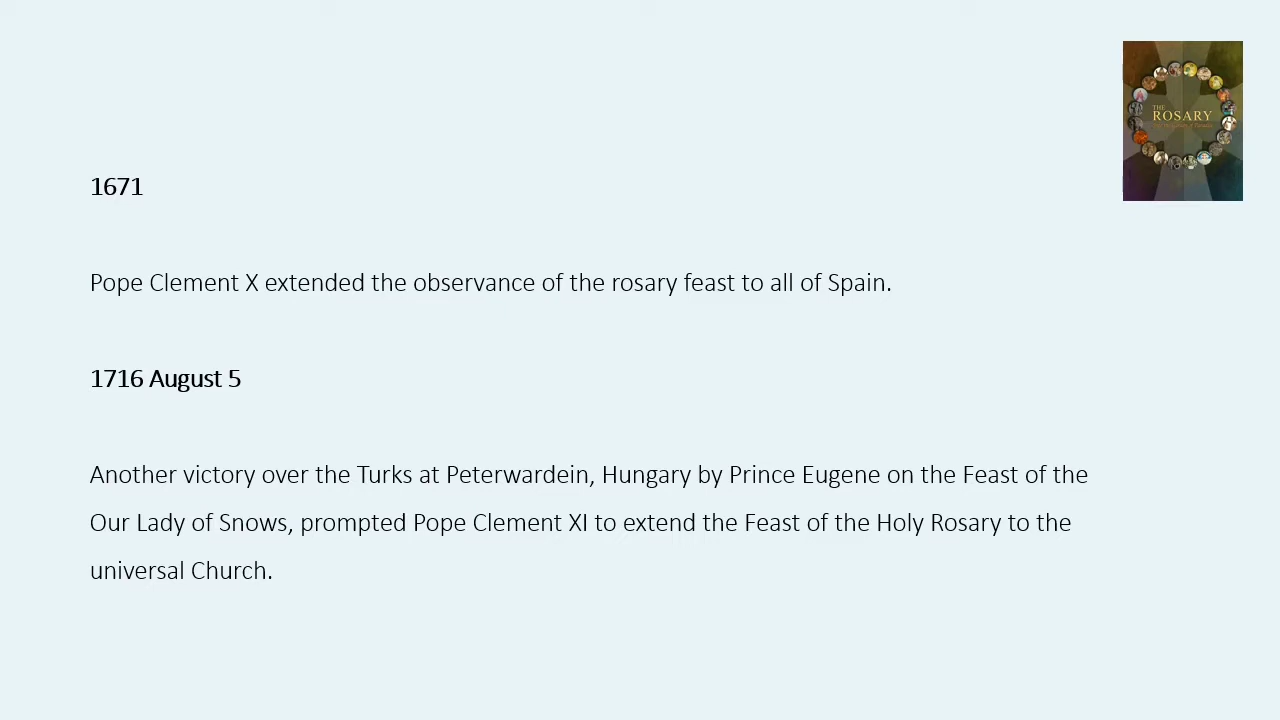 THE
ROSARY
1671
Pope Clement X extended the observance of the rosary feast to all of Spain.
1716 August 5
Another victory over the Turks at Peterwardein, Hungary by Prince Eugene on the Feast of the
Our Lady of Snows, prompted Pope Clement XI to extend the Feast of the Holy Rosary to the
universal Church.